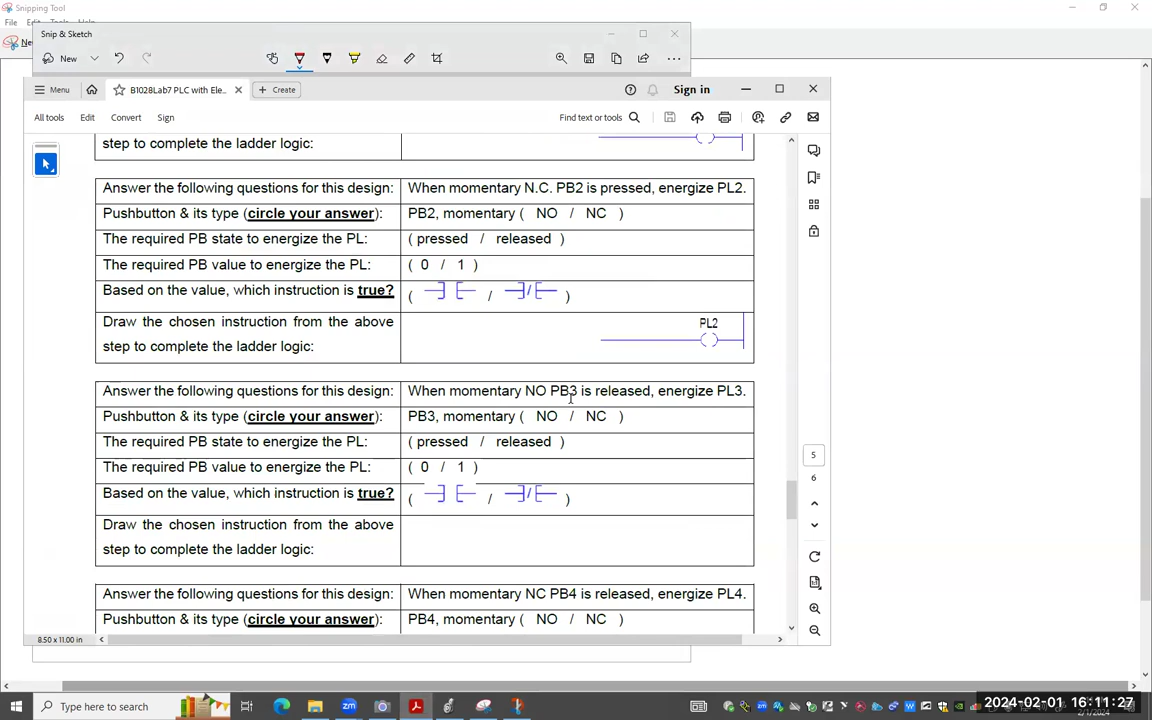 Snipping Tool
File Edit Tools Help
Ne
Snip & Sketch
New
Menu
B1028Lab7 PLC with Ele...
Create
Sign in
All tools Edit Convert Sign
Find text or tools
step to complete the ladder logic:
Answer the following questions for this design: When momentary N.C. PB2 is pressed, energize PL2.
Pushbutton & its type (circle your answer): PB2, momentary ( NO / NC )
The required PB state to energize the PL: ( pressed / released )
The required PB value to energize the PL: ( 0 / 1 )
Based on the value, which instruction is true? ( / )
Draw the chosen instruction from the above
step to complete the ladder logic:
PL2
Answer the following questions for this design: When momentary NO PB3 is released, energize PL3.
Pushbutton & its type (circle your answer): PB3, momentary ( NO / NC )
The required PB state to energize the PL: ( pressed / released )
The required PB value to energize the PL: ( 0 / 1 )
Based on the value, which instruction is true? ( / )
Draw the chosen instruction from the above
step to complete the ladder logic:
Answer the following questions for this design: When momentary NC PB4 is released, energize PL4.
Pushbutton & its type (circle your answer): PB4, momentary ( NO / NC )
5
6
8.50 x 11.00 in
Type here to search
2024-02-01 16:11:27